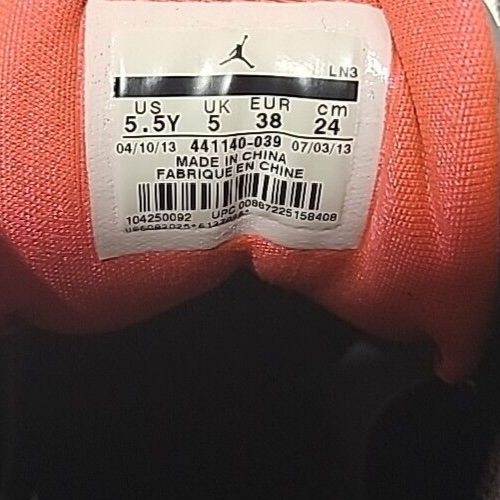 LN3
US UK EUR cm
5.5Y 5 38 24
04/10/13 441140-039 07/03/13
MADE IN CHINA
FABRIQUE EN CHINE
104250092 UPC 00887225158408